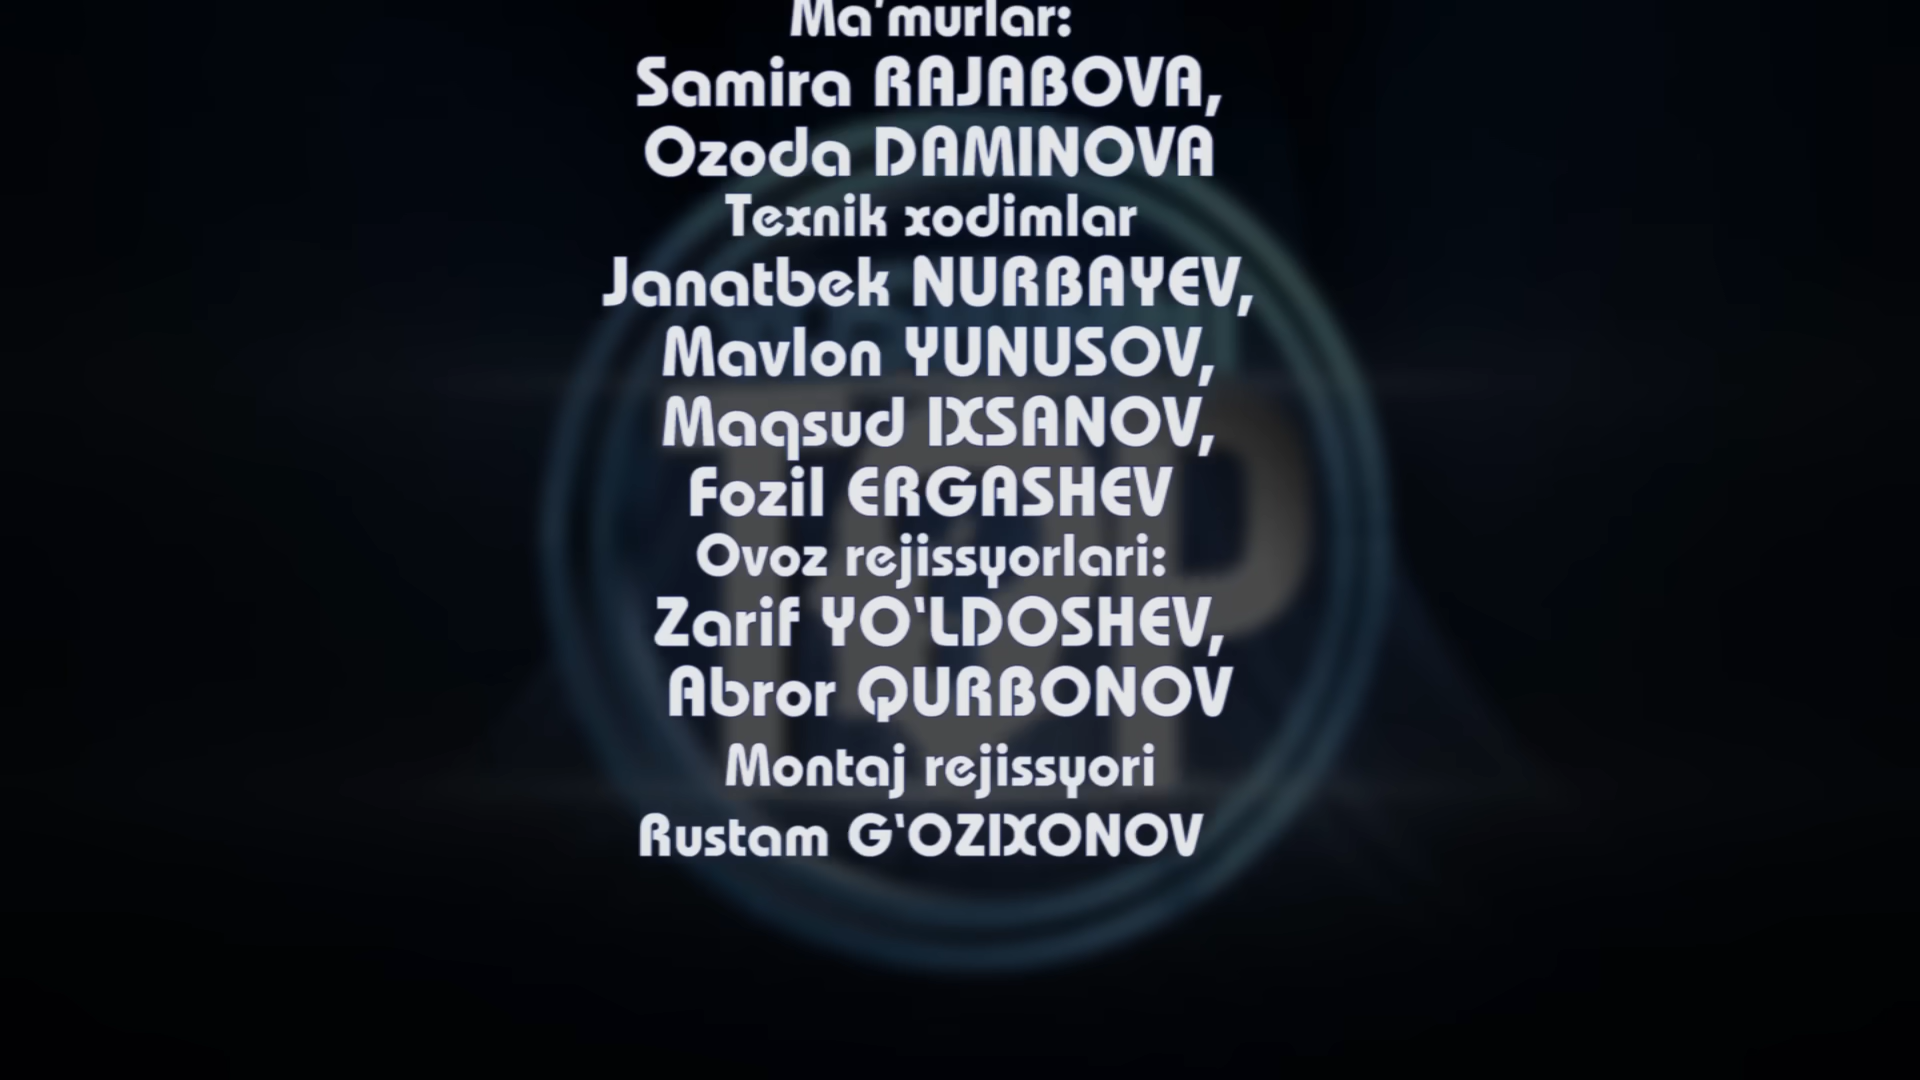 Ma'murlar:
Samira RAJABOVA,
Ozoda DAMINOVA
Texnik xodimlar
Janatbek NURBAYEV,
Mavlon YUNUSOV,
Maqsud IXSANOV,
Fozil ERGASHEV
Ovoz rejissyorlari:
Zarif YO‘LDOSHEV,
Abror QURBONOV
Montaj rejissyori
Rustam G‘OZIXONOV
TOP